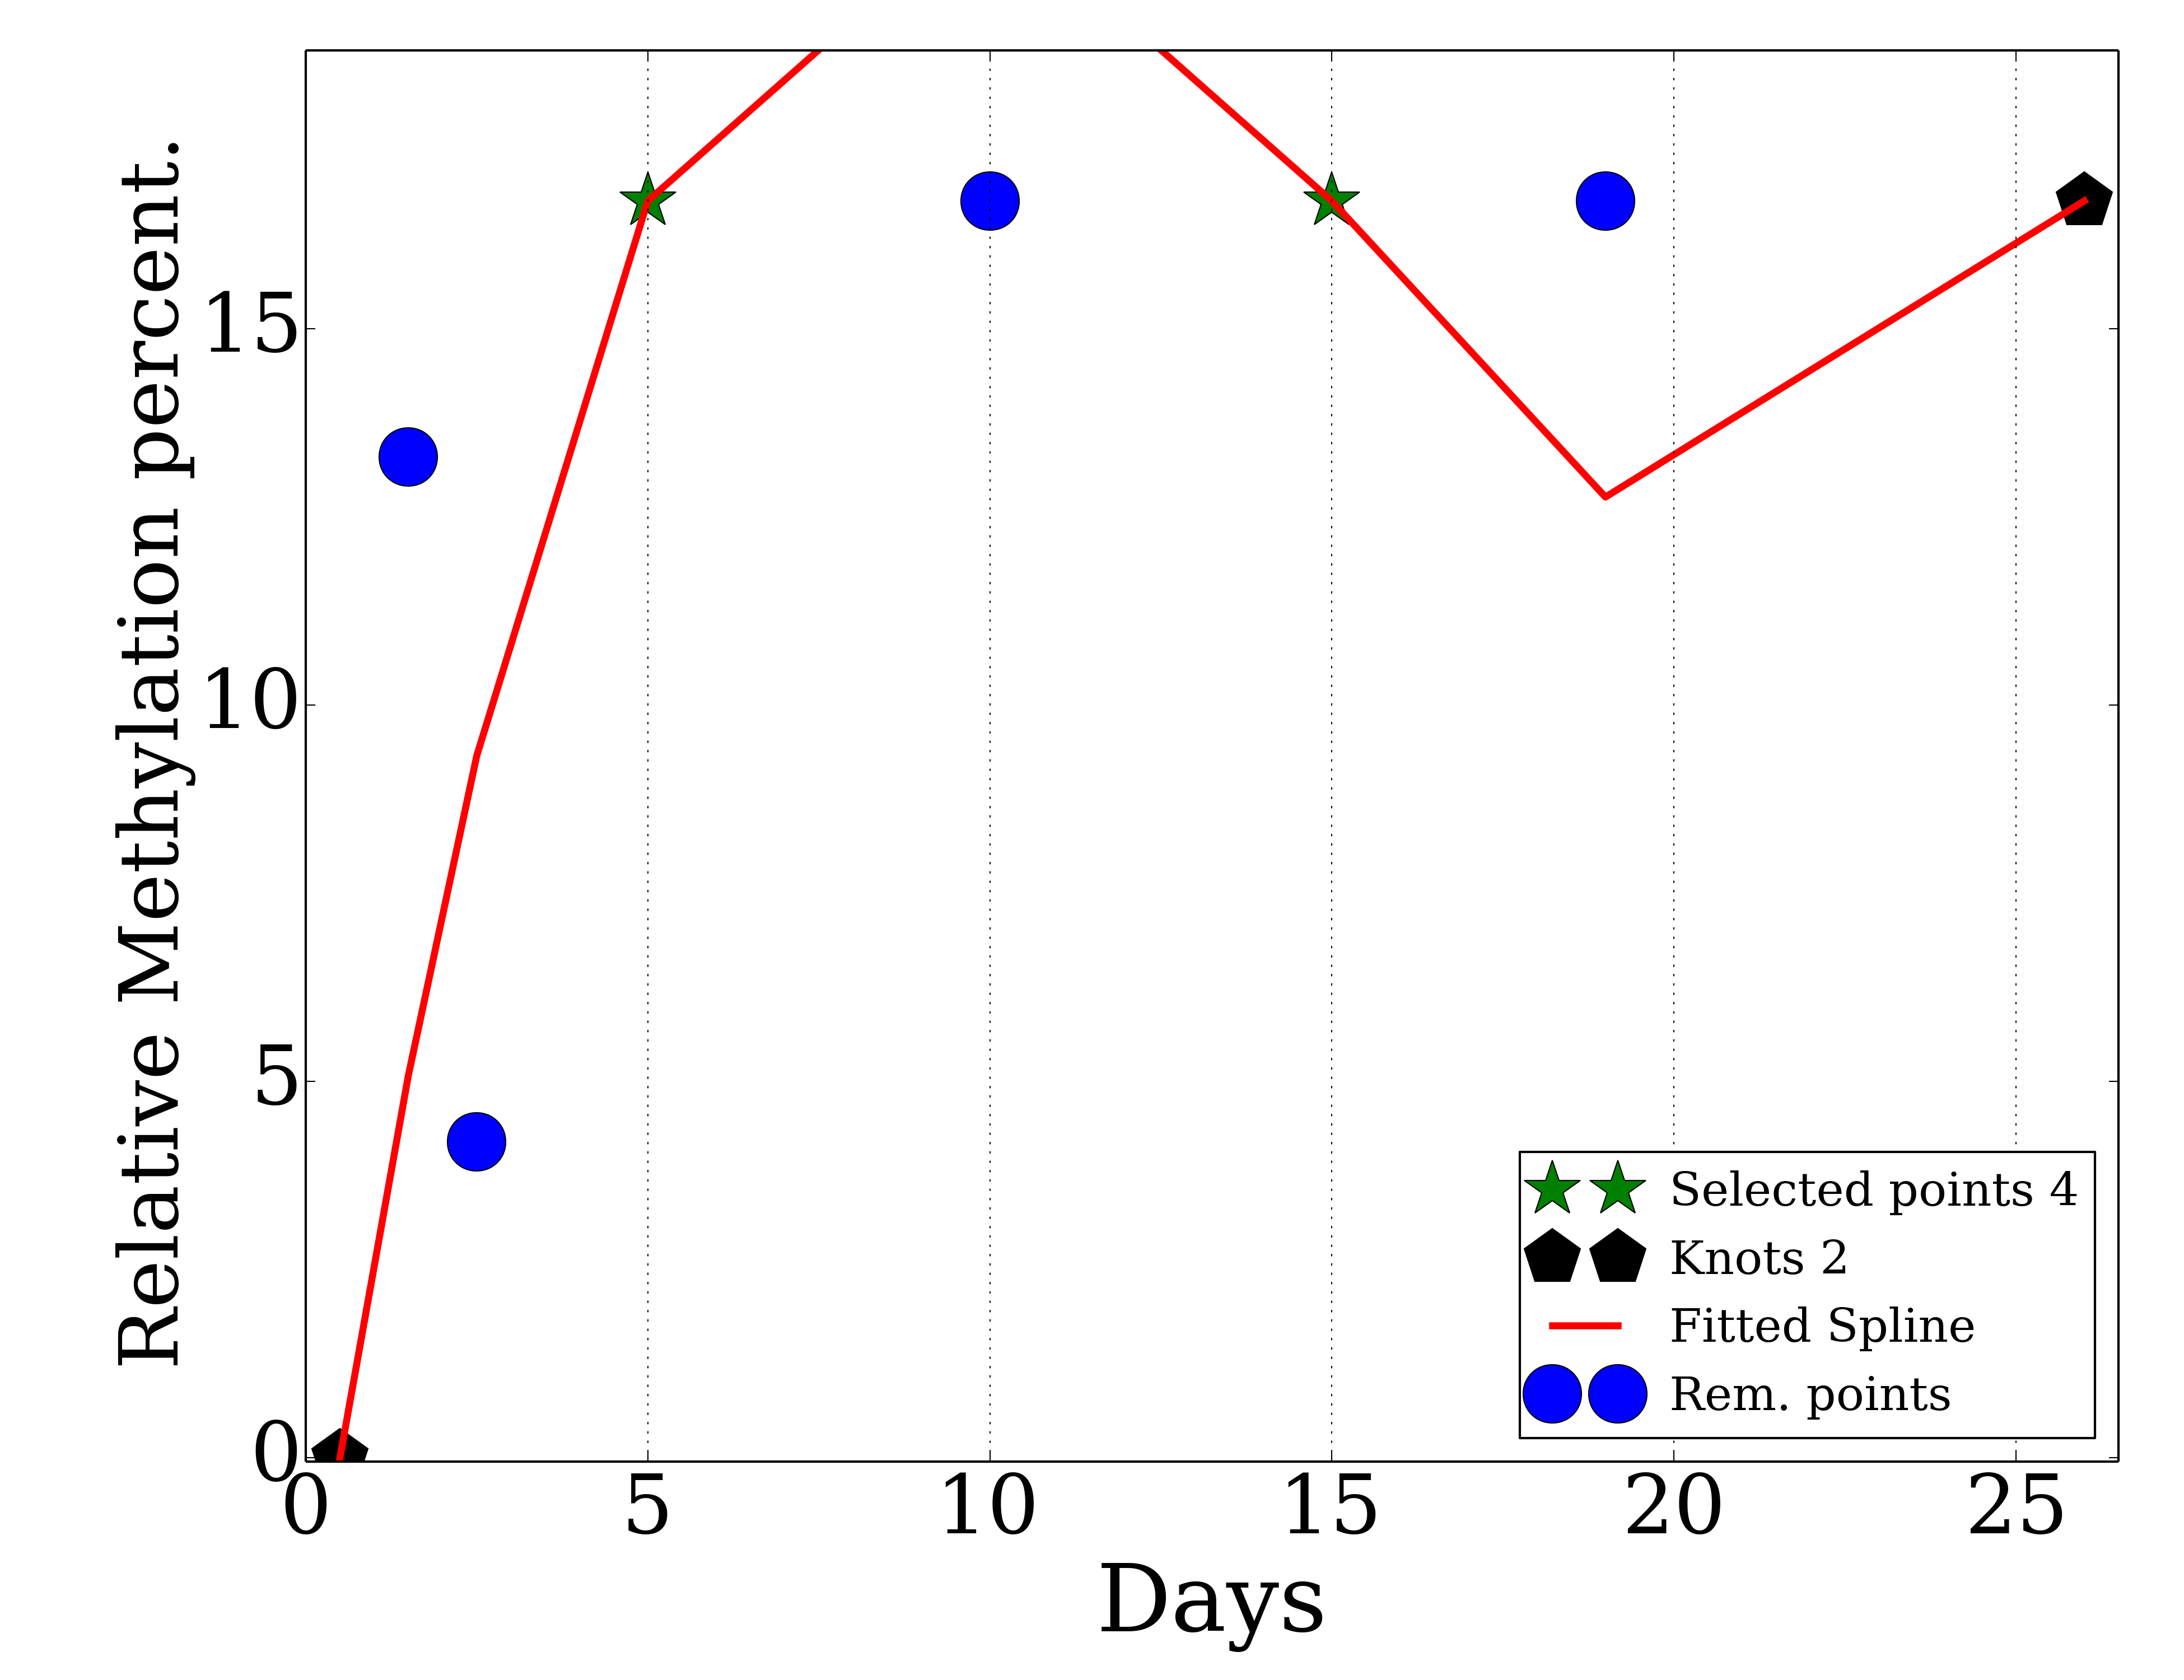 Relative Methylation percent.
15
10
5
0
0 5 10 15 20 25
Days
Selected points 4
Knots 2
Fitted Spline
Rem. points